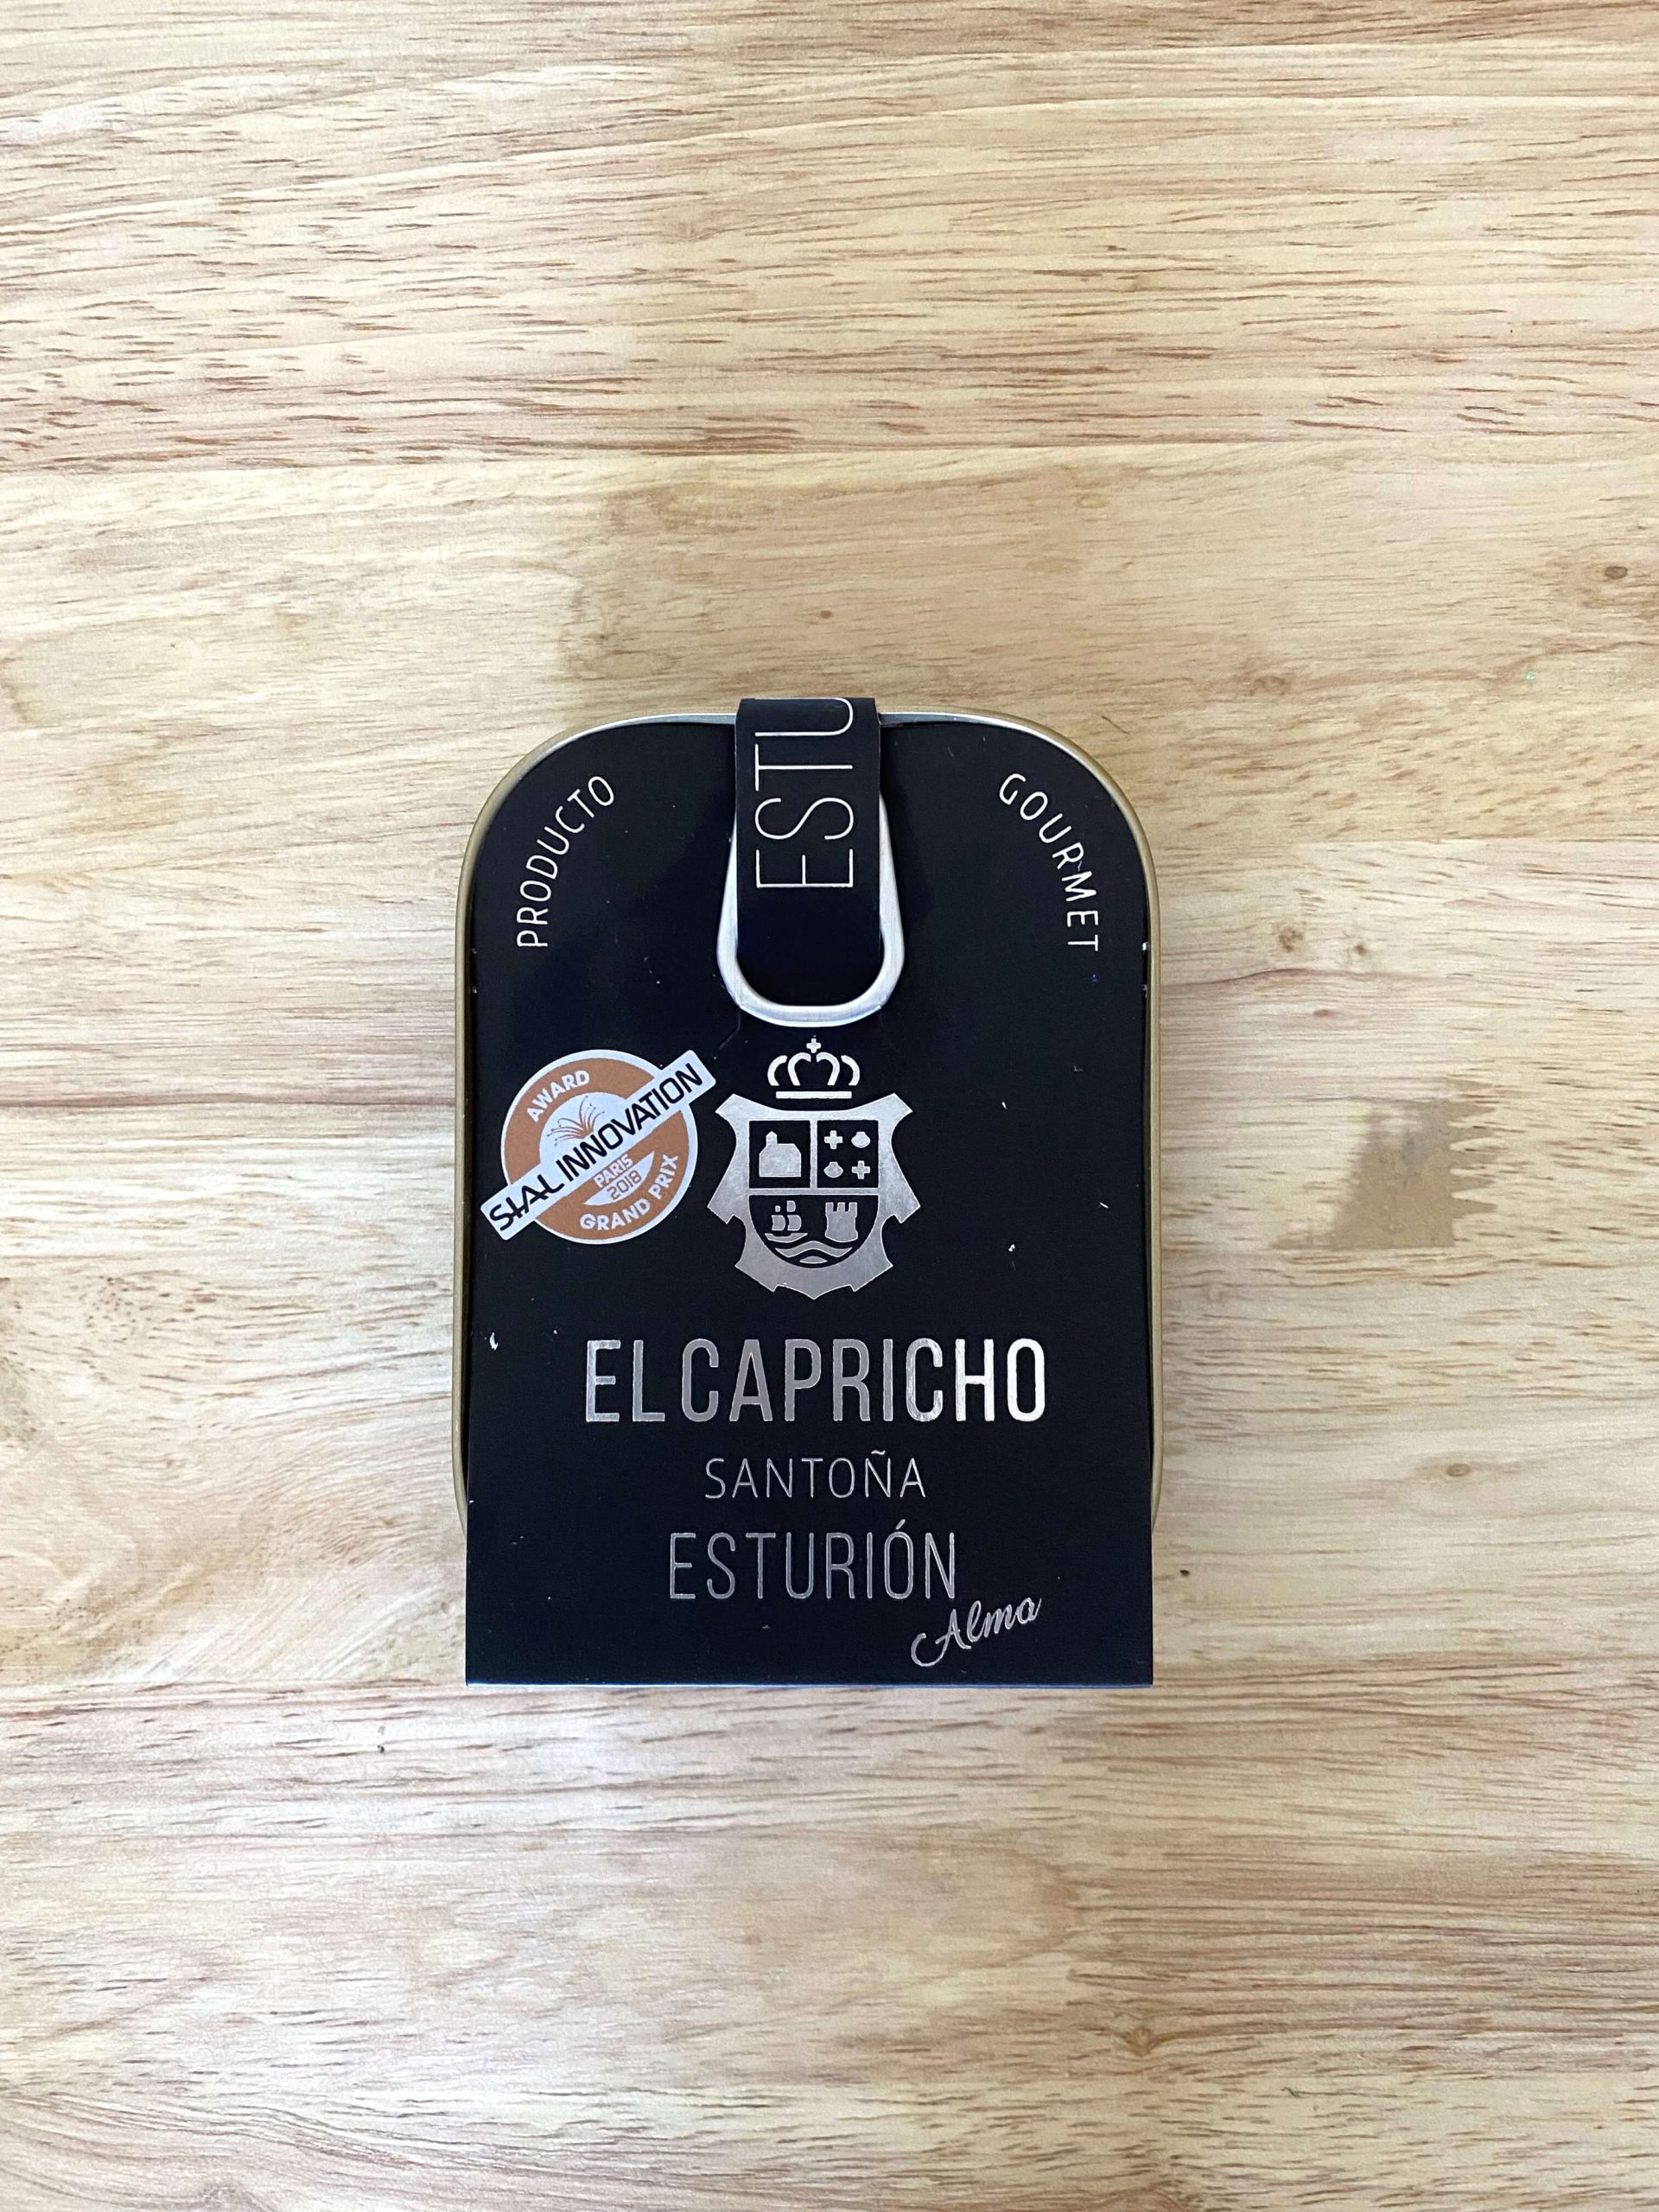 ESTU
PRODUCTO
GOURMET
AWARD
SIAL INNOVATION
PARIS
2018
GRAND PRIX
EL CAPRICHO
SANTOÑA
ESTURIÓN
Alma